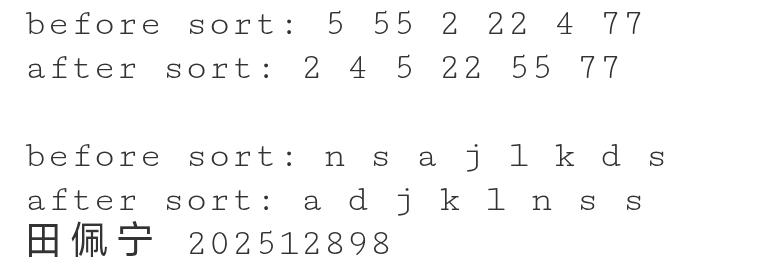 before sort: 5 55 2 22 4 77
after sort: 2 4 5 22 55 77
before sort: n s a j l k d s
after sort: a d j k l n s s
田佩宁 202512898